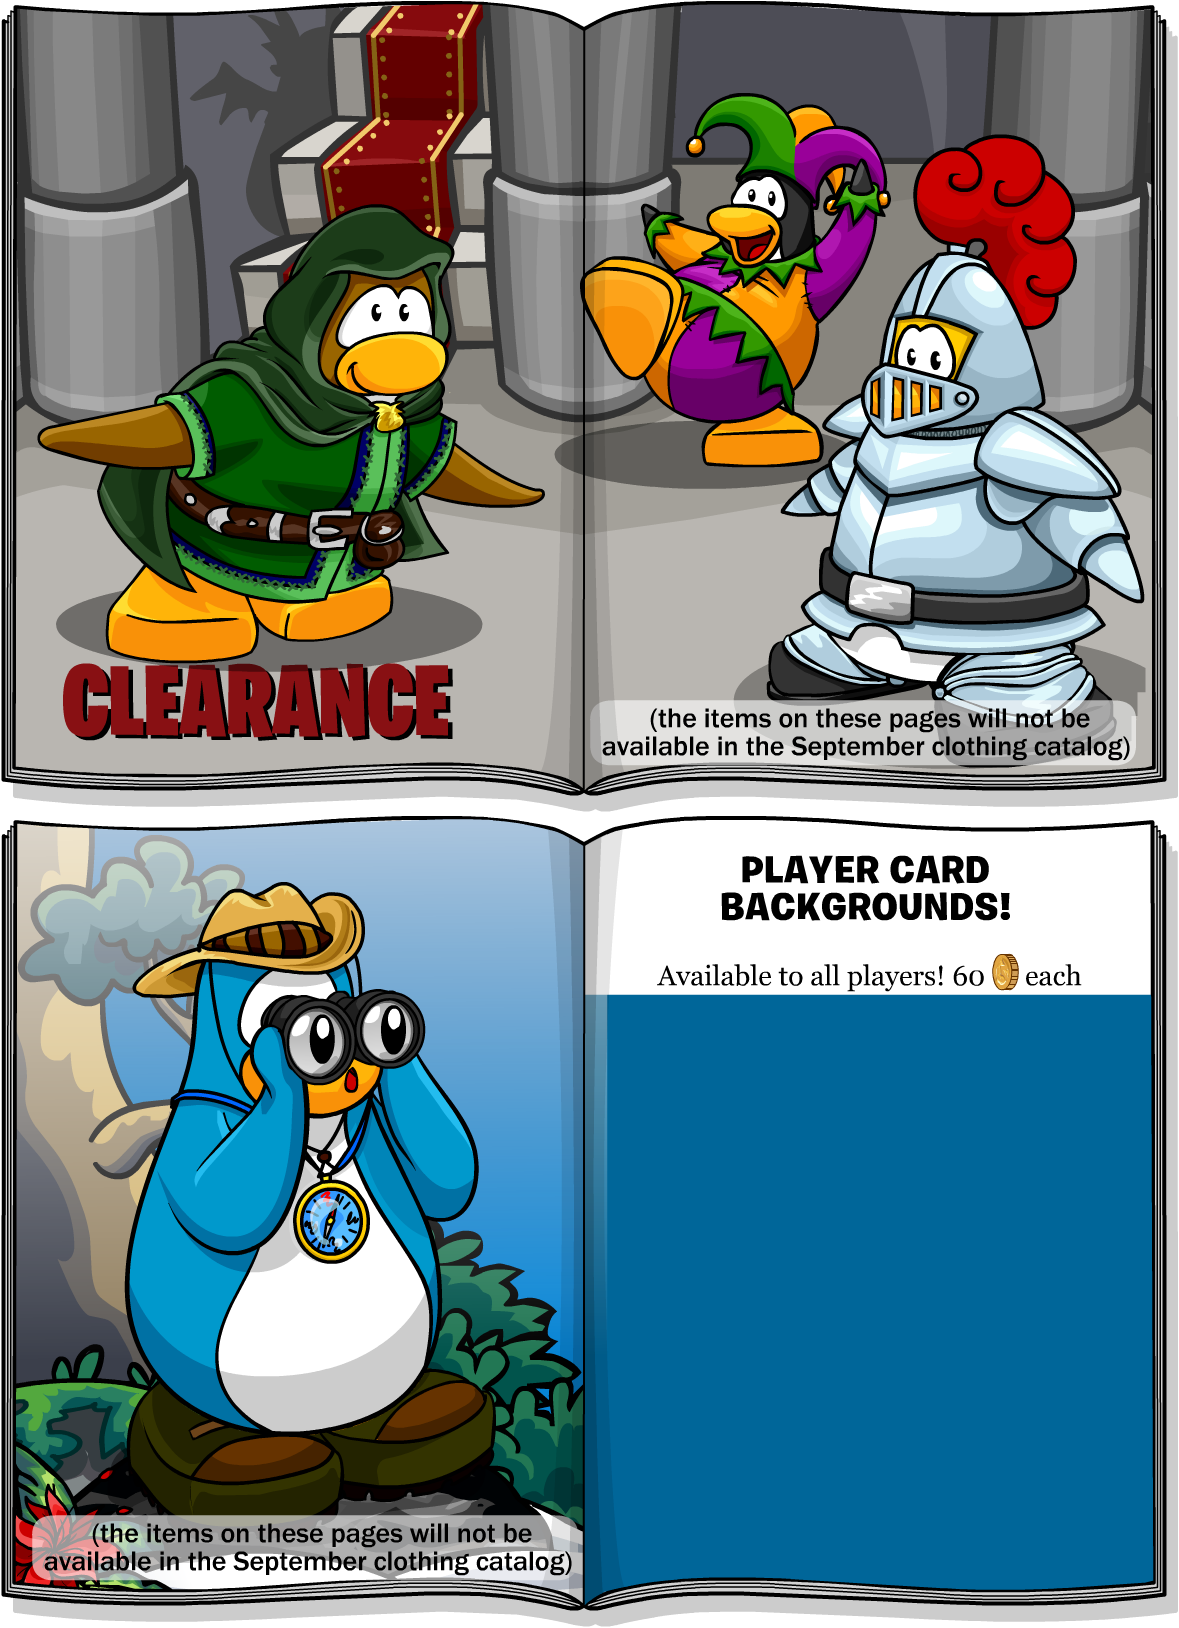 CLEARANCE
(the items on these pages will not be
available in the September clothing catalog)
PLAYER CARD
BACKGROUNDS!
Available to all players! 60 each
(the items on these pages will not be
available in the September clothing catalog)